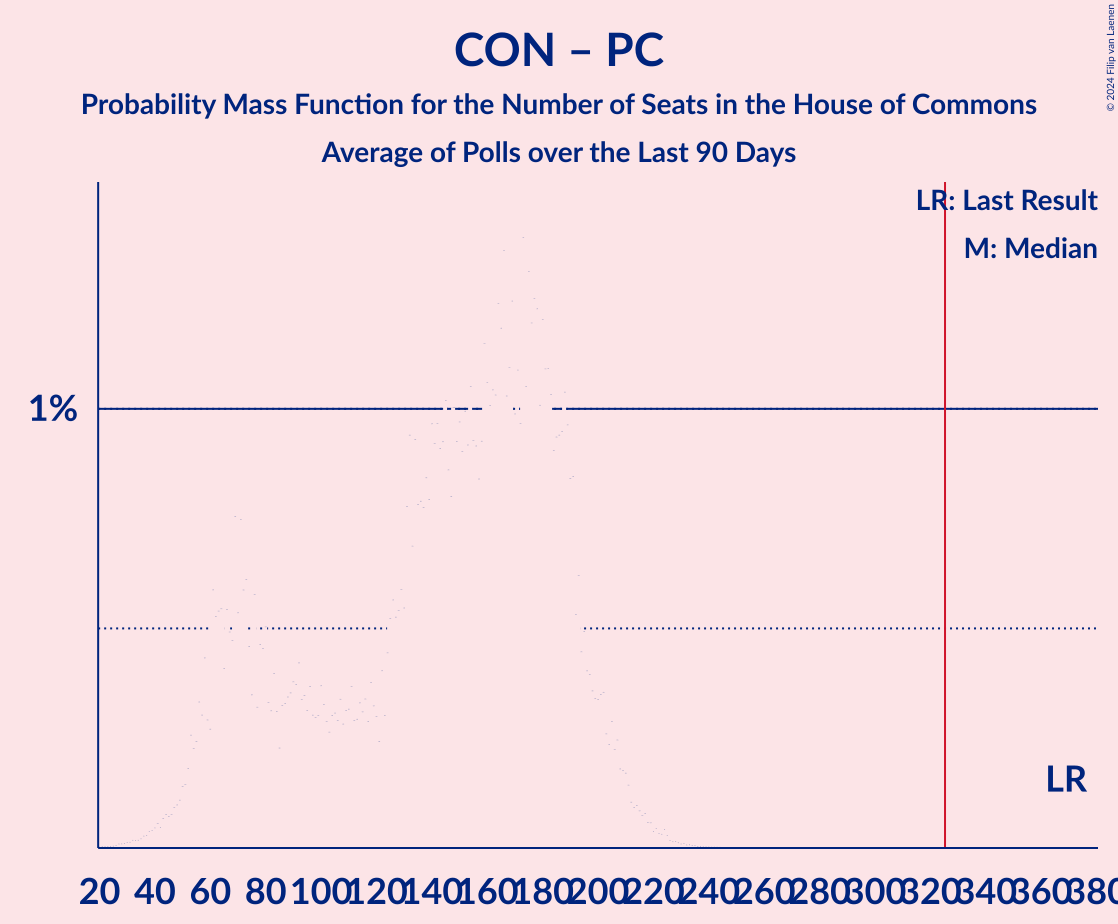 CON – PC
Probability Mass Function for the Number of Seats in the House of Commons
Average of Polls over the Last 90 Days
© 2024 Filip van Laenen
LR: Last Result
M: Median
1%
LR
20 40 60 80 100 120 140 160 180 200 220 240 260 280 300 320 340 360 380